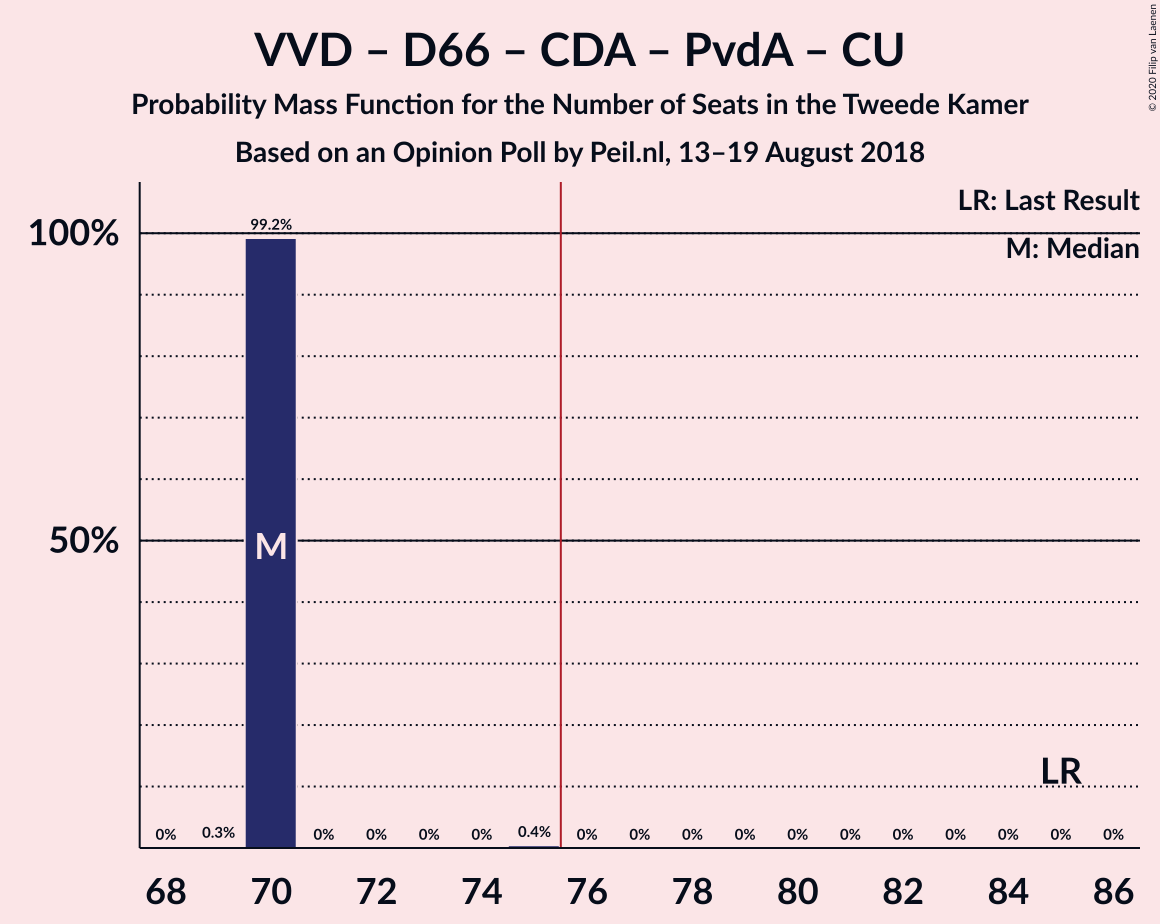 VVD – D66 – CDA – PvdA – CU
Probability Mass Function for the Number of Seats in the Tweede Kamer
Based on an Opinion Poll by Peil.nl, 13–19 August 2018
© 2020 Filip van Laenen
LR: Last Result
M: Median
100%
50%
99.2%
M
LR
0% 0.3% 0% 0% 0% 0% 0.4% 0% 0% 0% 0% 0% 0% 0% 0% 0% 0% 0%
68 70 72 74 76 78 80 82 84 86